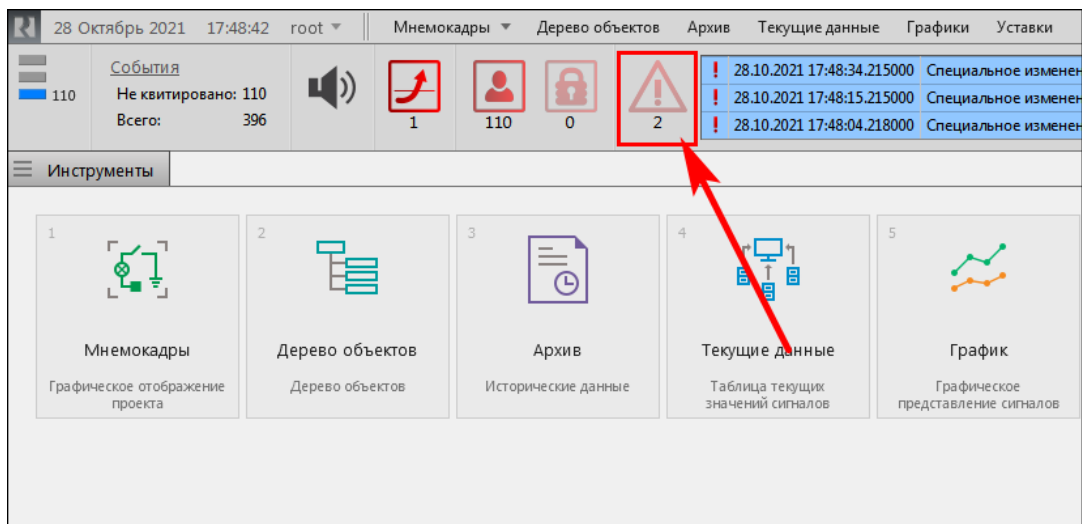 28 Октябрь 2021 17:48:42 root Мнемокадры Дерево объектов Архив Текущие данные Графики Уставки
События
110 Не квитировано: 110
Всего: 396
1 110 0 2
! 28.10.2021 17:48:34.215000 Специальное изменен
! 28.10.2021 17:48:15.215000 Специальное изменен
! 28.10.2021 17:48:04.218000 Специальное изменен
Инструменты
1
Мнемокадры
Графическое отображение
проекта
2
Дерево объектов
Дерево объектов
3
Архив
Исторические данные
4
Текущие данные
Таблица текущих
значений сигналов
5
График
Графическое
представление сигналов